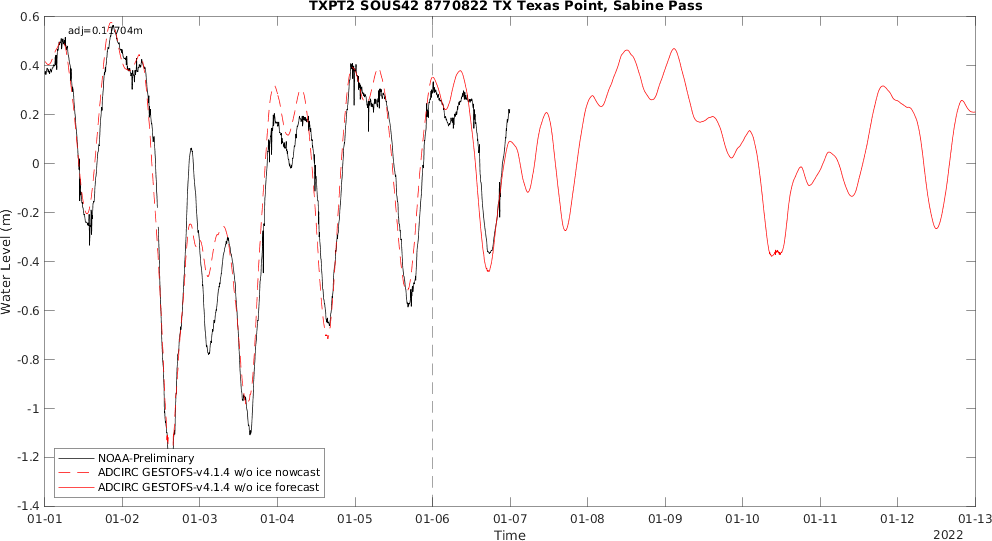 TXPT2 SOUS42 8770822 TX Texas Point, Sabine Pass
adj=0.11704m
0.6
0.4
0.2
0
-0.2
-0.4
-0.6
-0.8
-1
-1.2
-1.4
Water Level (m)
NOAA-Preliminary
ADCIRC GESTOFS-v4.1.4 w/o ice nowcast
ADCIRC GESTOFS-v4.1.4 w/o ice forecast
01-01 01-02 01-03 01-04 01-05 01-06 01-07 01-08 01-09 01-10 01-11 01-12 01-13
Time
2022